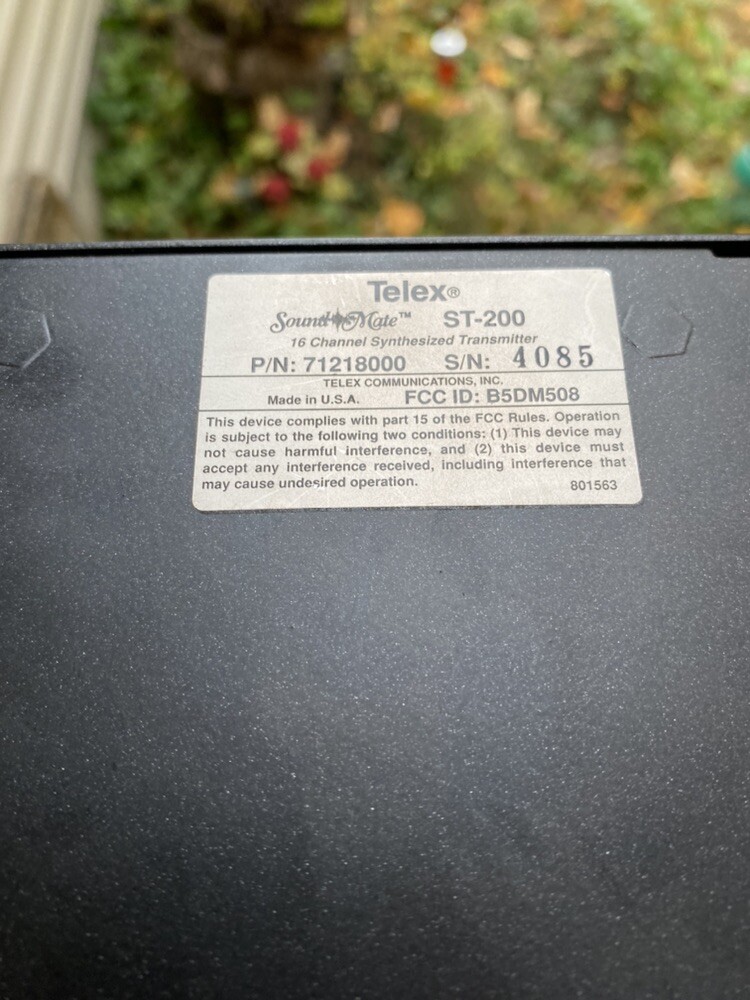 Telex®
Sound Mate™ ST-200
16 Channel Synthesized Transmitter
P/N: 71218000 S/N: 4085
TELEX COMMUNICATIONS, INC.
Made in U.S.A. FCC ID: B5DM508
This device complies with part 15 of the FCC Rules. Operation
is subject to the following two conditions: (1) This device may
not cause harmful interference, and (2) this device must
accept any interference received, including interference that
may cause undesired operation. 801563